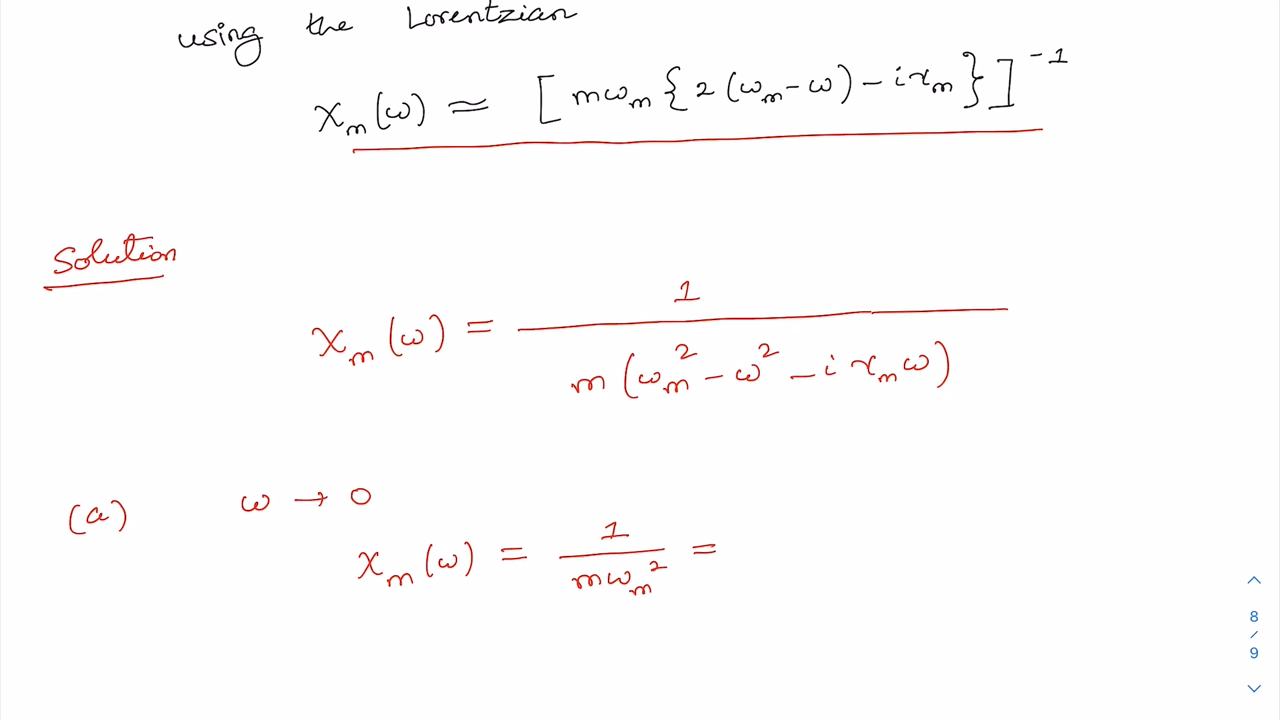 using the Lorentzian
χₘ(ω) ≈ [mωₘ{2(ωₘ-ω)-iγₘ}]⁻¹
Solution
χₘ(ω) = 1 / m(ωₘ² - ω² - iγₘω)
(a) ω → 0
χₘ(ω) = 1 / mωₘ² =
8
/
9